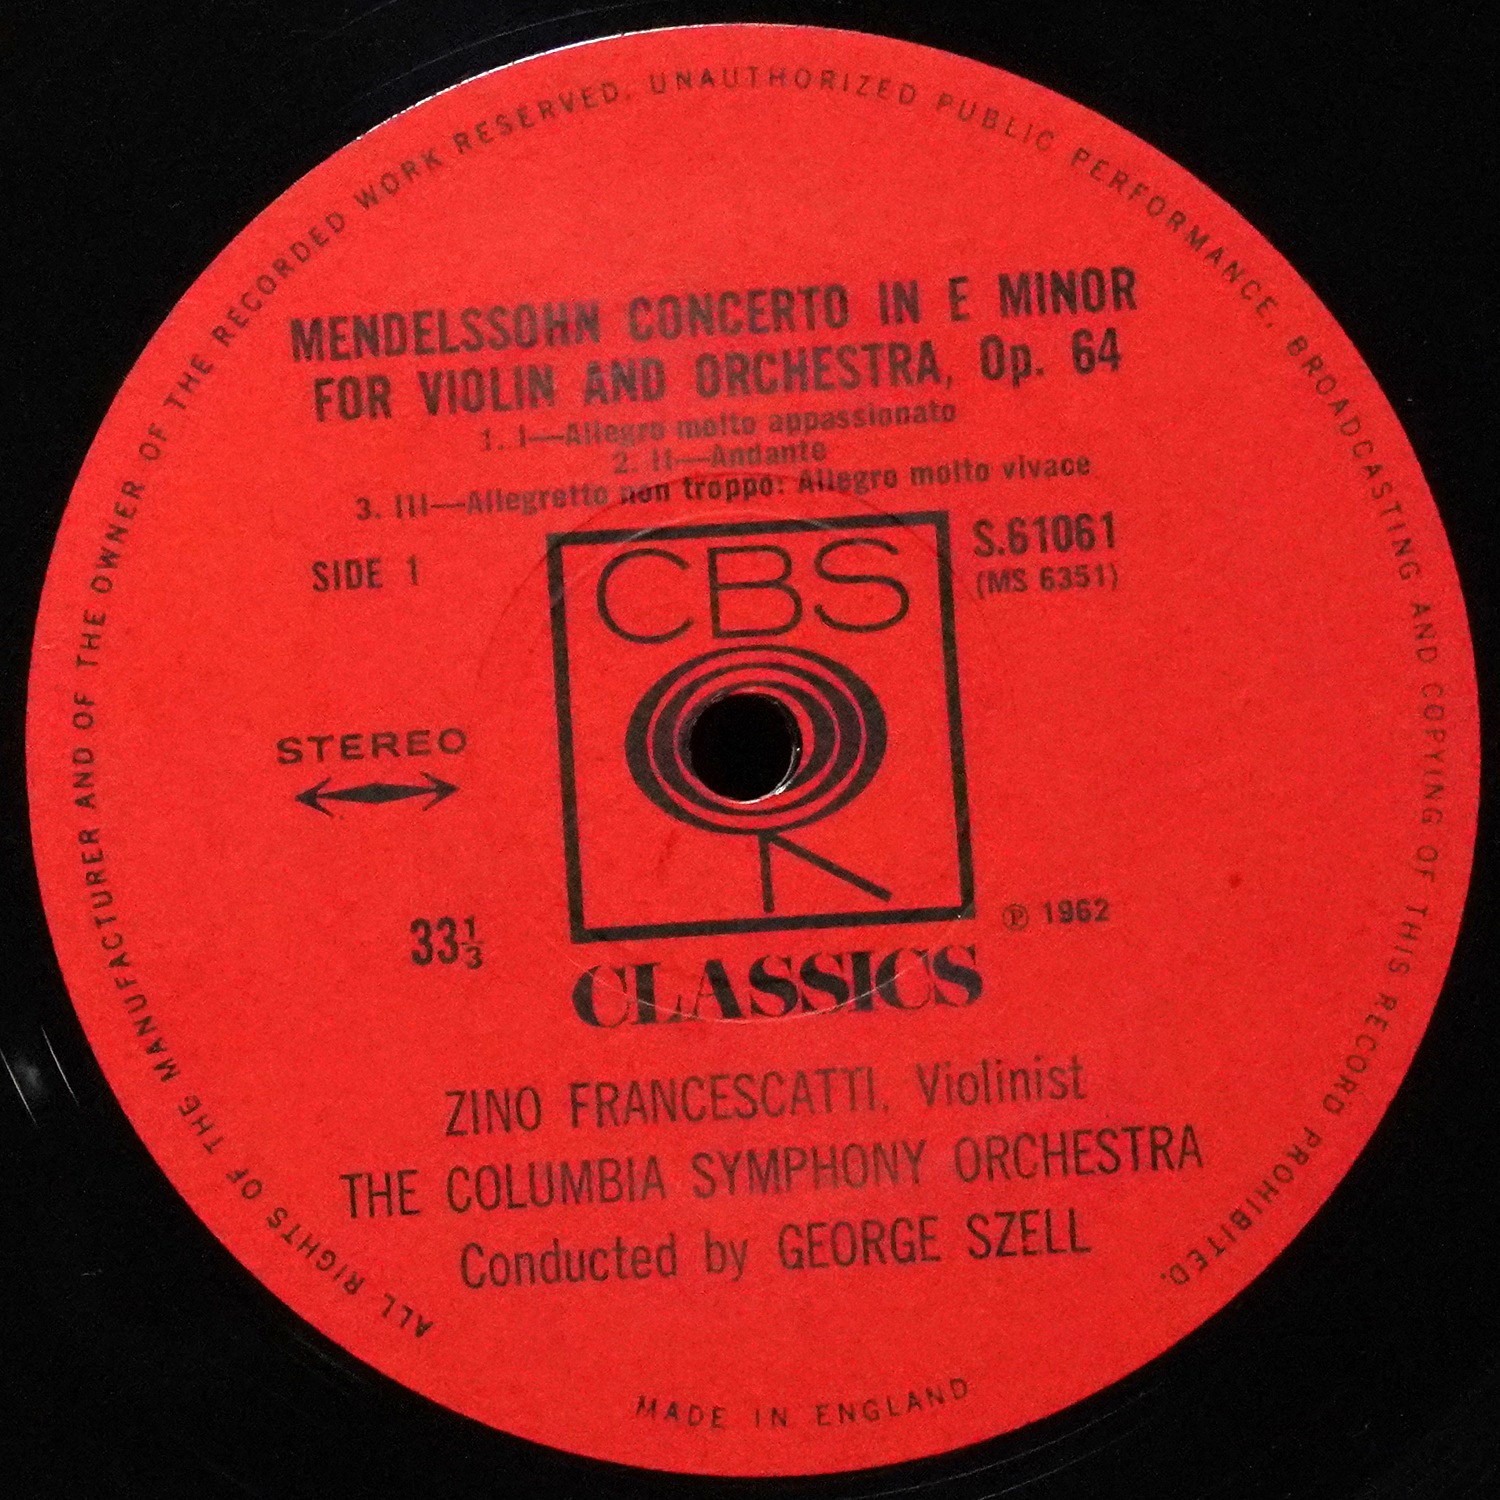 ALL RIGHTS OF THE MANUFACTURER AND OF THE OWNER OF THE RECORDED WORK RESERVED. UNAUTHORIZED PUBLIC PERFORMANCE, BROADCASTING AND COPYING OF THIS RECORD PROHIBITED.
MENDELSSOHN CONCERTO IN E MINOR
FOR VIOLIN AND ORCHESTRA, Op. 64
1. I—Allegro molto appassionato
2. II—Andante
3. III—Allegretto non troppo: Allegro molto vivace
SIDE 1
CBS
S.61061
(MS 6351)
STEREO
33⅓
℗ 1962
CLASSICS
ZINO FRANCESCATTI, Violinist
THE COLUMBIA SYMPHONY ORCHESTRA
Conducted by GEORGE SZELL
MADE IN ENGLAND